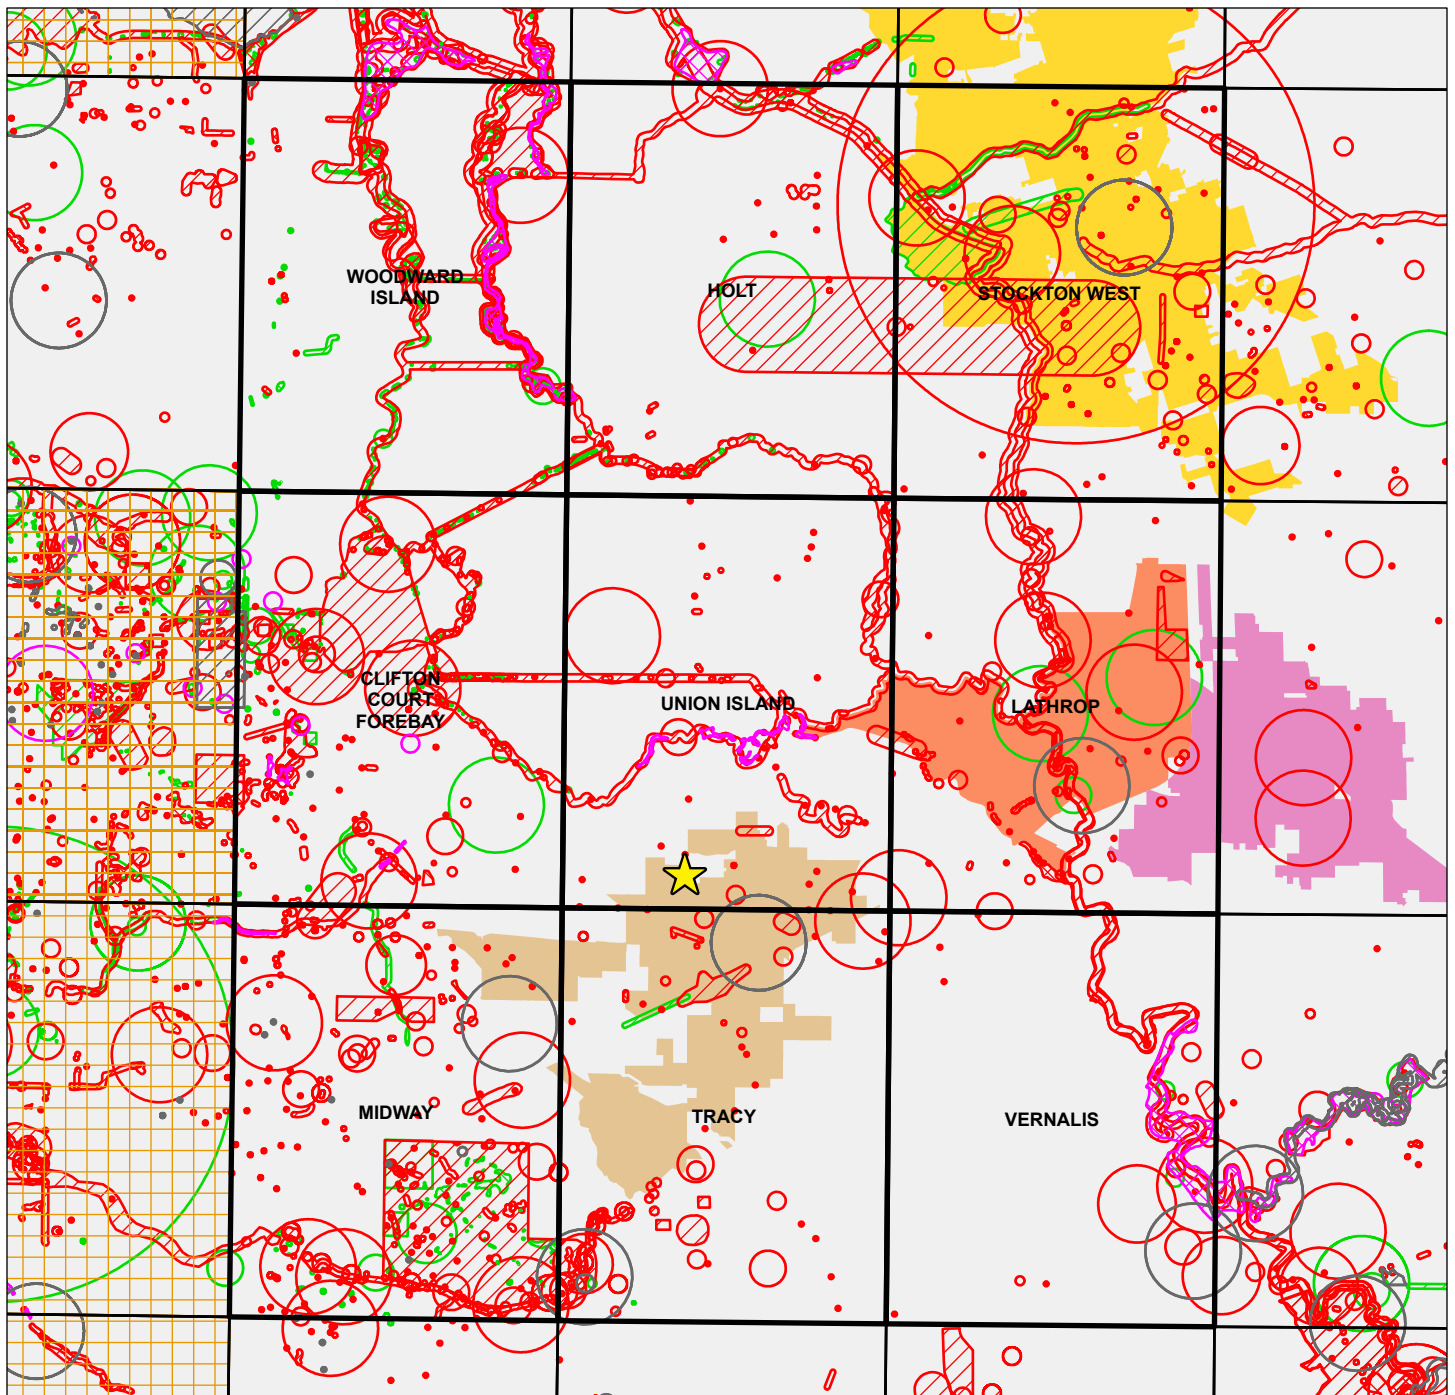 WOODWARD
ISLAND
HOLT
STOCKTON WEST
CLIFTON
COURT
FOREBAY
UNION ISLAND
LATHROP
MIDWAY
TRACY
VERNALIS